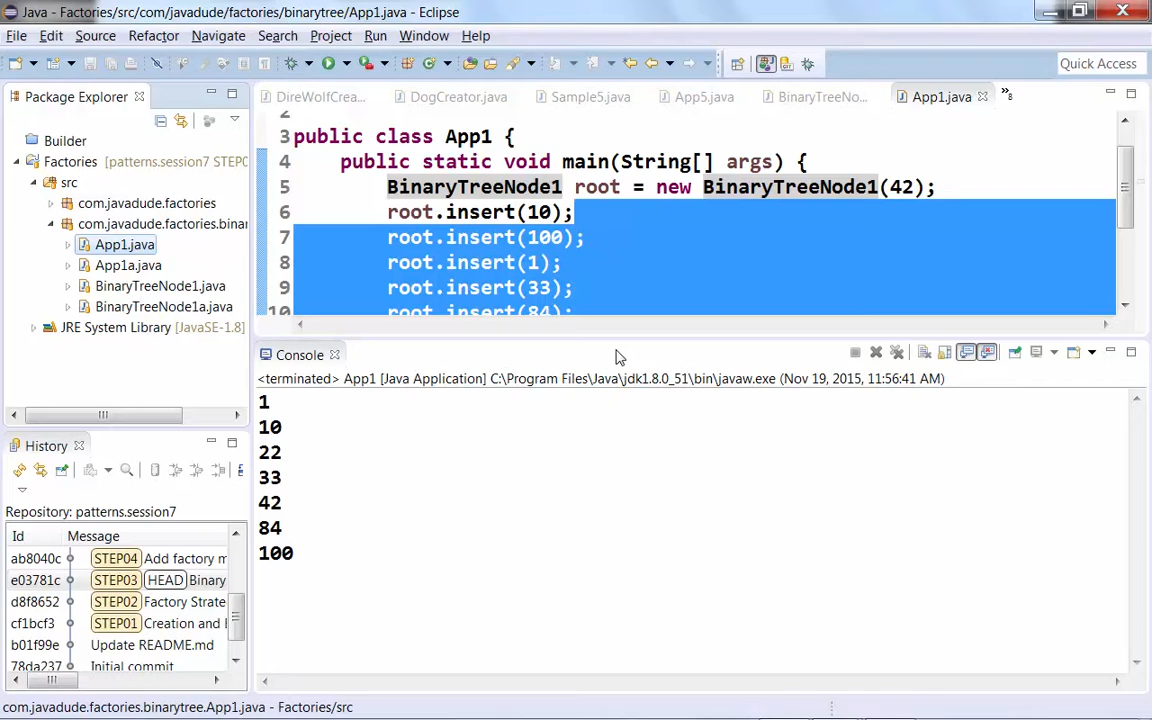 Java - Factories/src/com/javadude/factories/binarytree/App1.java - Eclipse
File Edit Source Refactor Navigate Search Project Run Window Help
Quick Access
Package Explorer
Builder
Factories [patterns.session7 STEP0
src
com.javadude.factories
com.javadude.factories.binar
App1.java
App1a.java
BinaryTreeNode1.java
BinaryTreeNode1a.java
JRE System Library [JavaSE-1.8]
DireWolfCrea... DogCreator.java Sample5.java App5.java BinaryTreeNo... App1.java »8
2
3 public class App1 {
4 public static void main(String[] args) {
5 BinaryTreeNode1 root = new BinaryTreeNode1(42);
6 root.insert(10);
7 root.insert(100);
8 root.insert(1);
9 root.insert(33);
10 root.insert(84);
Console
<terminated> App1 [Java Application] C:\Program Files\Java\jdk1.8.0_51\bin\javaw.exe (Nov 19, 2015, 11:56:41 AM)
1
10
22
33
42
84
100
History
Repository: patterns.session7
Id Message
ab8040c STEP04 Add factory m
e03781c STEP03 HEAD Binary
d8f8652 STEP02 Factory Strate
cf1bcf3 STEP01 Creation and
b01f99e Update README.md
78da237 Initial commit
com.javadude.factories.binarytree.App1.java - Factories/src